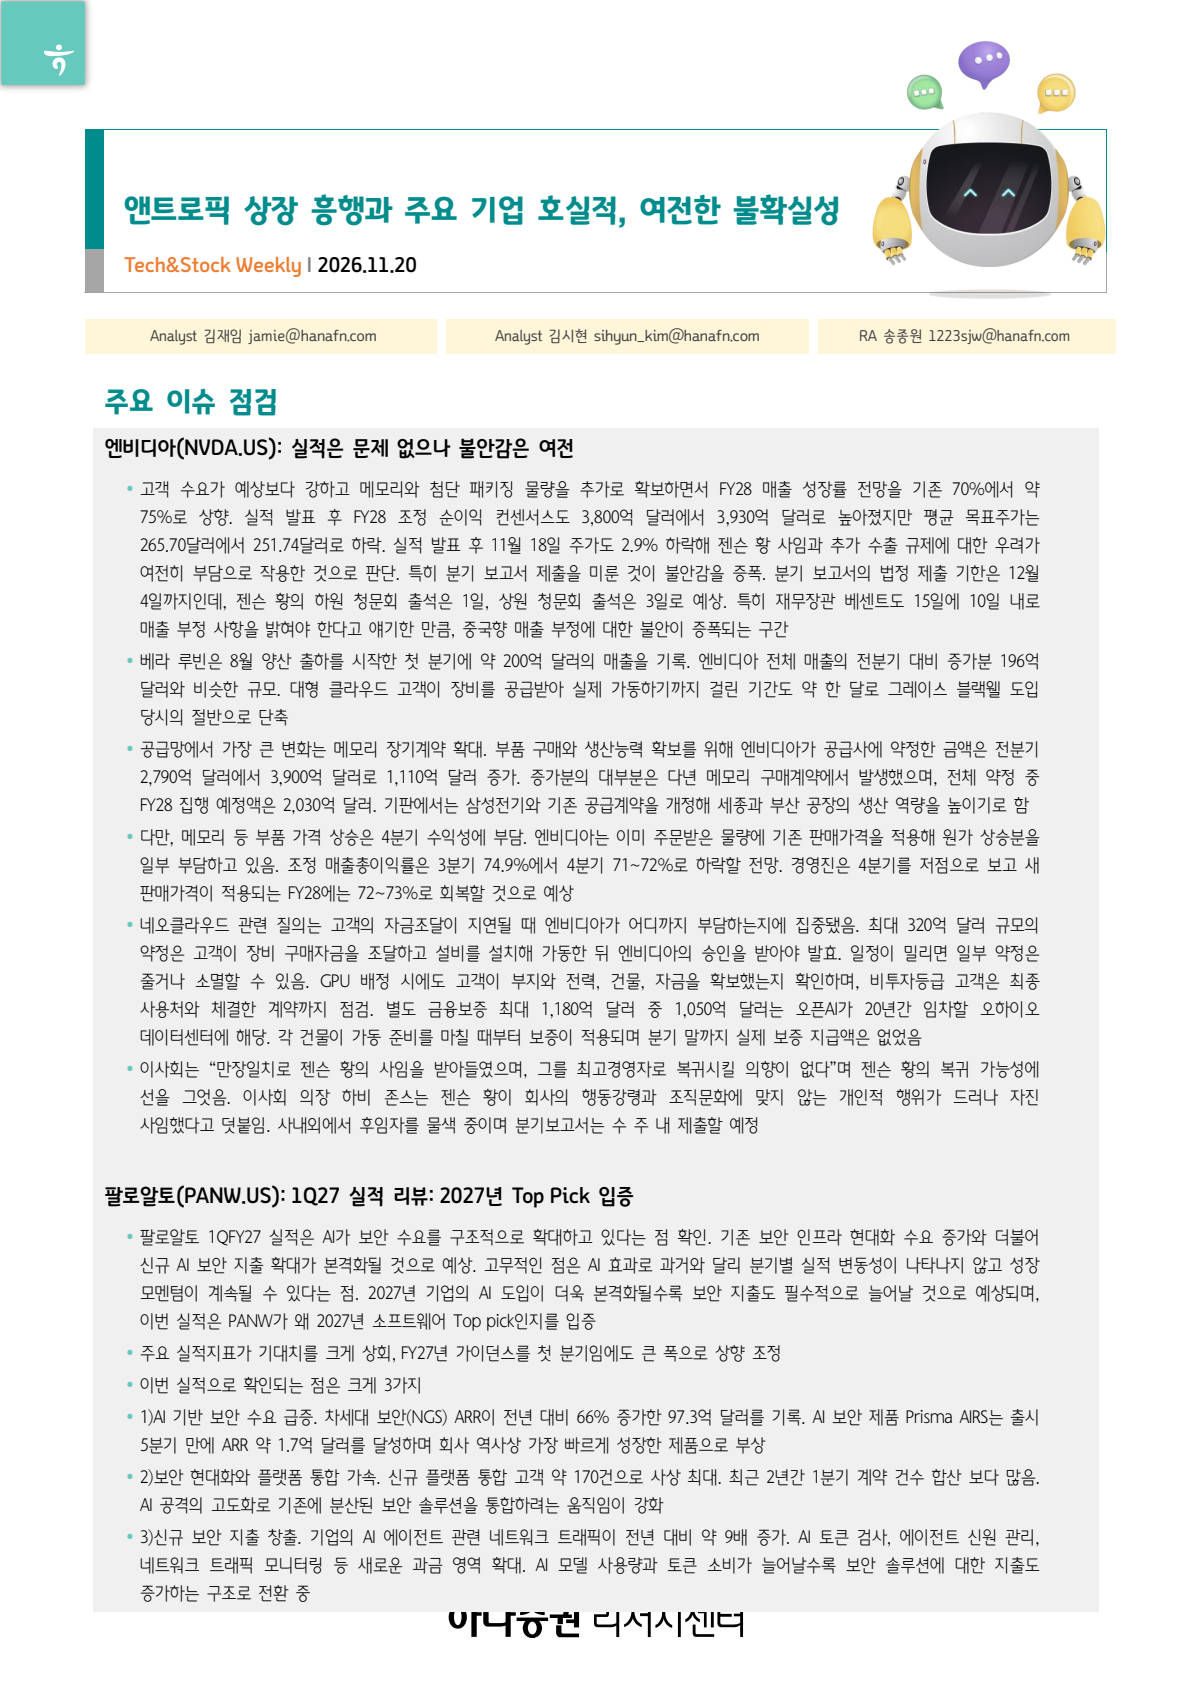 앤트로픽 상장 흥행과 주요 기업 호실적, 여전한 불확실성
Tech&Stock Weekly | 2026.11.20
Analyst 김재임 jamie@hanafn.com
Analyst 김시현 sihyun_kim@hanafn.com
RA 송종원 1223sjw@hanafn.com
주요 이슈 점검
엔비디아(NVDA.US): 실적은 문제 없으나 불안감은 여전
• 고객 수요가 예상보다 강하고 메모리와 첨단 패키징 물량을 추가로 확보하면서 FY28 매출 성장률 전망을 기존 70%에서 약
75%로 상향. 실적 발표 후 FY28 조정 순이익 컨센서스도 3,800억 달러에서 3,930억 달러로 높아졌지만 평균 목표주가는
265.70달러에서 251.74달러로 하락. 실적 발표 후 11월 18일 주가도 2.9% 하락해 젠슨 황 사임과 추가 수출 규제에 대한 우려가
여전히 부담으로 작용한 것으로 판단. 특히 분기 보고서 제출을 미룬 것이 불안감을 증폭. 분기 보고서의 법정 제출 기한은 12월
4일까지인데, 젠슨 황의 하원 청문회 출석은 1일, 상원 청문회 출석은 3일로 예상. 특히 재무장관 베센트도 15일에 10일 내로
매출 부정 사항을 밝혀야 한다고 얘기한 만큼, 중국향 매출 부정에 대한 불안이 증폭되는 구간
• 베라 루빈은 8월 양산 출하를 시작한 첫 분기에 약 200억 달러의 매출을 기록. 엔비디아 전체 매출의 전분기 대비 증가분 196억
달러와 비슷한 규모. 대형 클라우드 고객이 장비를 공급받아 실제 가동하기까지 걸린 기간도 약 한 달로 그레이스 블랙웰 도입
당시의 절반으로 단축
• 공급망에서 가장 큰 변화는 메모리 장기계약 확대. 부품 구매와 생산능력 확보를 위해 엔비디아가 공급사에 약정한 금액은 전분기
2,790억 달러에서 3,900억 달러로 1,110억 달러 증가. 증가분의 대부분은 다년 메모리 구매계약에서 발생했으며, 전체 약정 중
FY28 집행 예정액은 2,030억 달러. 기판에서는 삼성전기와 기존 공급계약을 개정해 세종과 부산 공장의 생산 역량을 높이기로 함
• 다만, 메모리 등 부품 가격 상승은 4분기 수익성에 부담. 엔비디아는 이미 주문받은 물량에 기존 판매가격을 적용해 원가 상승분을
일부 부담하고 있음. 조정 매출총이익률은 3분기 74.9%에서 4분기 71~72%로 하락할 전망. 경영진은 4분기를 저점으로 보고 새
판매가격이 적용되는 FY28에는 72~73%로 회복할 것으로 예상
• 네오클라우드 관련 질의는 고객의 자금조달이 지연될 때 엔비디아가 어디까지 부담하는지에 집중됐음. 최대 320억 달러 규모의
약정은 고객이 장비 구매자금을 조달하고 설비를 설치해 가동한 뒤 엔비디아의 승인을 받아야 발효. 일정이 밀리면 일부 약정은
줄거나 소멸할 수 있음. GPU 배정 시에도 고객이 부지와 전력, 건물, 자금을 확보했는지 확인하며, 비투자등급 고객은 최종
사용처와 체결한 계약까지 점검. 별도 금융보증 최대 1,180억 달러 중 1,050억 달러는 오픈AI가 20년간 임차할 오하이오
데이터센터에 해당. 각 건물이 가동 준비를 마칠 때부터 보증이 적용되며 분기 말까지 실제 보증 지급액은 없었음
• 이사회는 “만장일치로 젠슨 황의 사임을 받아들였으며, 그를 최고경영자로 복귀시킬 의향이 없다”며 젠슨 황의 복귀 가능성에
선을 그었음. 이사회 의장 하비 존스는 젠슨 황이 회사의 행동강령과 조직문화에 맞지 않는 개인적 행위가 드러나 자진
사임했다고 덧붙임. 사내외에서 후임자를 물색 중이며 분기보고서는 수 주 내 제출할 예정
팔로알토(PANW.US): 1Q27 실적 리뷰: 2027년 Top Pick 입증
• 팔로알토 1QFY27 실적은 AI가 보안 수요를 구조적으로 확대하고 있다는 점 확인. 기존 보안 인프라 현대화 수요 증가와 더불어
신규 AI 보안 지출 확대가 본격화될 것으로 예상. 고무적인 점은 AI 효과로 과거와 달리 분기별 실적 변동성이 나타나지 않고 성장
모멘텀이 계속될 수 있다는 점. 2027년 기업의 AI 도입이 더욱 본격화될수록 보안 지출도 필수적으로 늘어날 것으로 예상되며,
이번 실적은 PANW가 왜 2027년 소프트웨어 Top pick인지를 입증
• 주요 실적지표가 기대치를 크게 상회, FY27년 가이던스를 첫 분기임에도 큰 폭으로 상향 조정
• 이번 실적으로 확인되는 점은 크게 3가지
• 1)AI 기반 보안 수요 급증. 차세대 보안(NGS) ARR이 전년 대비 66% 증가한 97.3억 달러를 기록. AI 보안 제품 Prisma AIRS는 출시
5분기 만에 ARR 약 1.7억 달러를 달성하며 회사 역사상 가장 빠르게 성장한 제품으로 부상
• 2)보안 현대화와 플랫폼 통합 가속. 신규 플랫폼 통합 고객 약 170건으로 사상 최대. 최근 2년간 1분기 계약 건수 합산 보다 많음.
AI 공격의 고도화로 기존에 분산된 보안 솔루션을 통합하려는 움직임이 강화
• 3)신규 보안 지출 창출. 기업의 AI 에이전트 관련 네트워크 트래픽이 전년 대비 약 9배 증가. AI 토큰 검사, 에이전트 신원 관리,
네트워크 트래픽 모니터링 등 새로운 과금 영역 확대. AI 모델 사용량과 토큰 소비가 늘어날수록 보안 솔루션에 대한 지출도
증가하는 구조로 전환 중